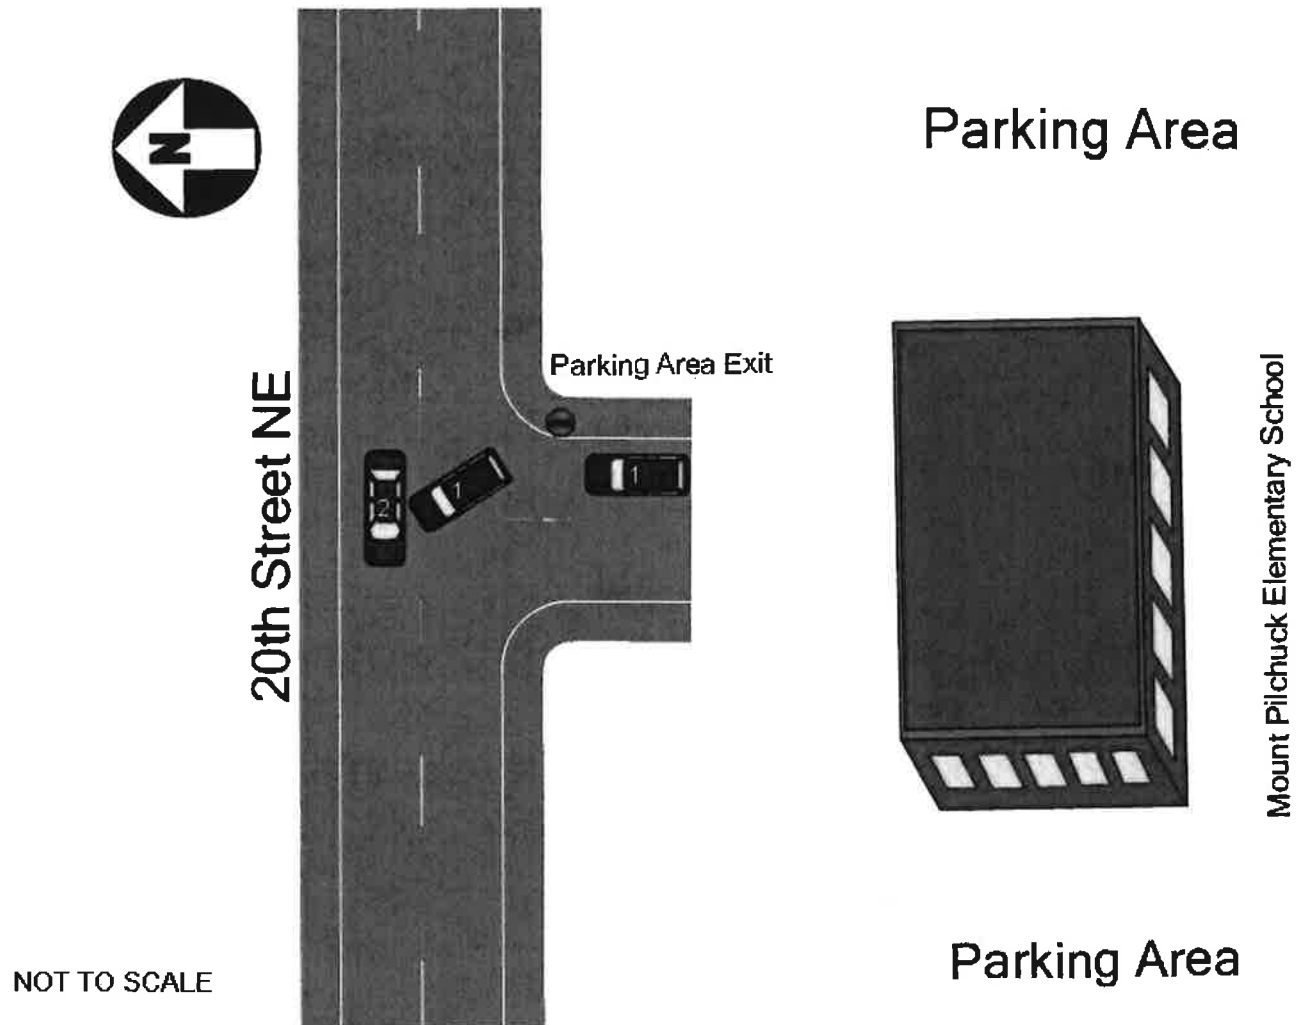 N
Parking Area
Parking Area Exit
20th Street NE
2
1
1
Mount Pilchuck Elementary School
Parking Area
NOT TO SCALE